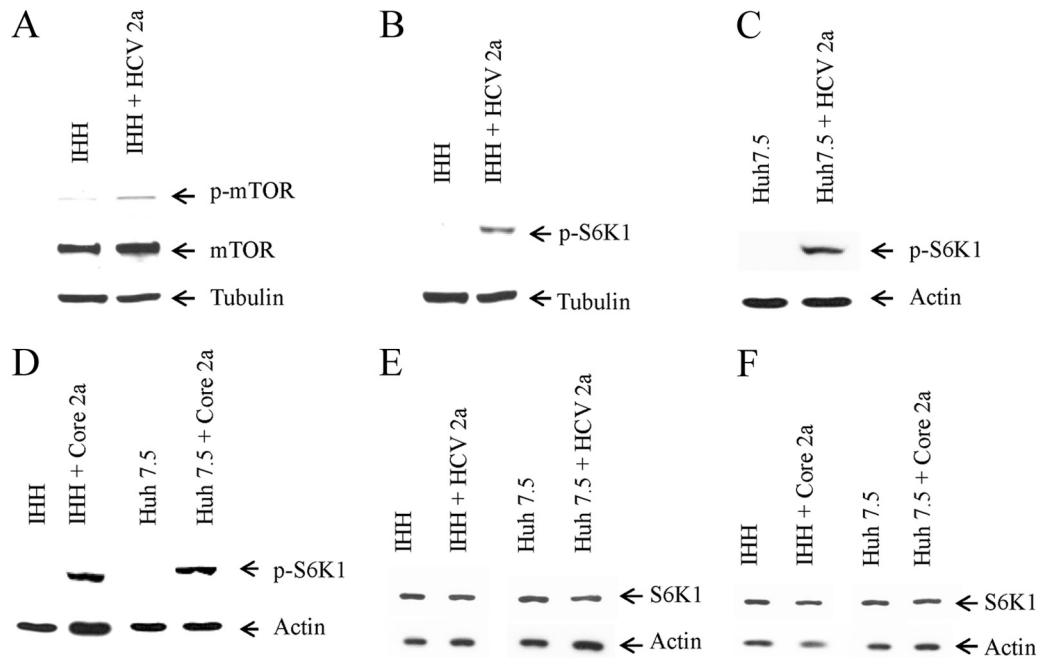 A
IHH
IHH + HCV 2a
p-mTOR
mTOR
Tubulin
B
IHH
IHH + HCV 2a
p-S6K1
Tubulin
C
Huh7.5
Huh7.5 + HCV 2a
p-S6K1
Actin
D
IHH
IHH + Core 2a
Huh 7.5
Huh 7.5 + Core 2a
p-S6K1
Actin
E
IHH
IHH + HCV 2a
Huh 7.5
Huh 7.5 + HCV 2a
S6K1
Actin
F
IHH
IHH + Core 2a
Huh 7.5
Huh 7.5 + Core 2a
S6K1
Actin